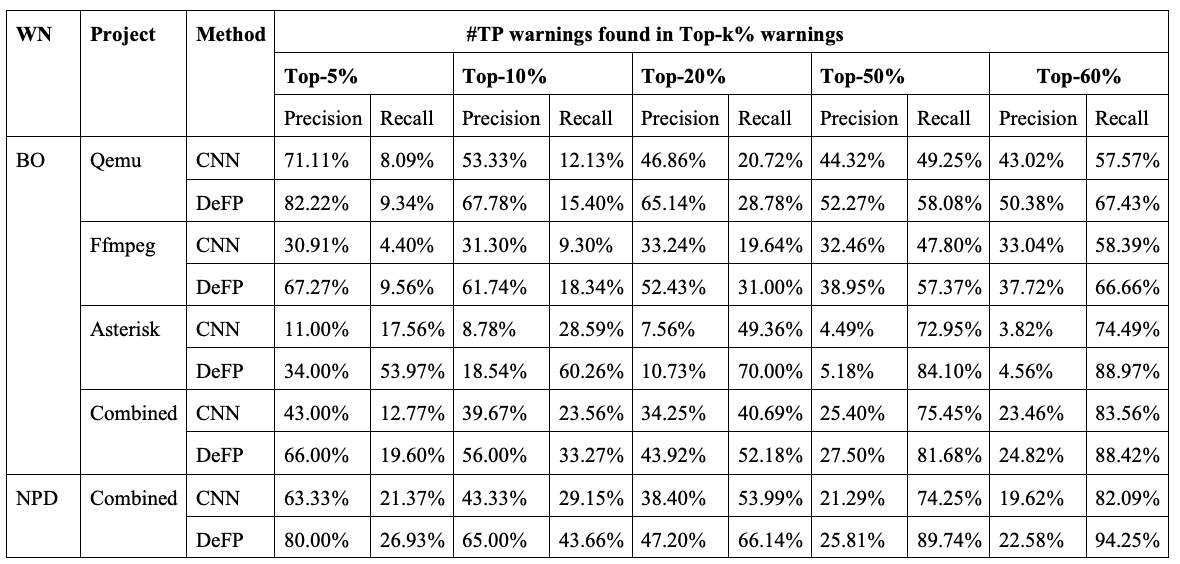 WN Project Method #TP warnings found in Top-k% warnings
Top-5% Top-10% Top-20% Top-50% Top-60%
Precision Recall Precision Recall Precision Recall Precision Recall Precision Recall
BO Qemu CNN 71.11% 8.09% 53.33% 12.13% 46.86% 20.72% 44.32% 49.25% 43.02% 57.57%
DeFP 82.22% 9.34% 67.78% 15.40% 65.14% 28.78% 52.27% 58.08% 50.38% 67.43%
Ffmpeg CNN 30.91% 4.40% 31.30% 9.30% 33.24% 19.64% 32.46% 47.80% 33.04% 58.39%
DeFP 67.27% 9.56% 61.74% 18.34% 52.43% 31.00% 38.95% 57.37% 37.72% 66.66%
Asterisk CNN 11.00% 17.56% 8.78% 28.59% 7.56% 49.36% 4.49% 72.95% 3.82% 74.49%
DeFP 34.00% 53.97% 18.54% 60.26% 10.73% 70.00% 5.18% 84.10% 4.56% 88.97%
Combined CNN 43.00% 12.77% 39.67% 23.56% 34.25% 40.69% 25.40% 75.45% 23.46% 83.56%
DeFP 66.00% 19.60% 56.00% 33.27% 43.92% 52.18% 27.50% 81.68% 24.82% 88.42%
NPD Combined CNN 63.33% 21.37% 43.33% 29.15% 38.40% 53.99% 21.29% 74.25% 19.62% 82.09%
DeFP 80.00% 26.93% 65.00% 43.66% 47.20% 66.14% 25.81% 89.74% 22.58% 94.25%